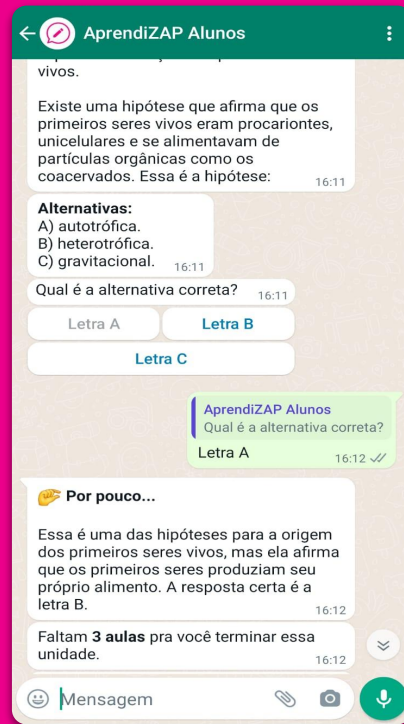 AprendiZAP Alunos
vivos.
Existe uma hipótese que afirma que os
primeiros seres vivos eram procariontes,
unicelulares e se alimentavam de
partículas orgânicas como os
coacervados. Essa é a hipótese:
16:11
Alternativas:
A) autotrófica.
B) heterotrófica.
C) gravitacional.
16:11
Qual é a alternativa correta?
16:11
Letra A
Letra B
Letra C
AprendiZAP Alunos
Qual é a alternativa correta?
Letra A
16:12
Por pouco...
Essa é uma das hipóteses para a origem
dos primeiros seres vivos, mas ela afirma
que os primeiros seres produziam seu
próprio alimento. A resposta certa é a
letra B.
16:12
Faltam 3 aulas pra você terminar essa
unidade.
16:12
Mensagem